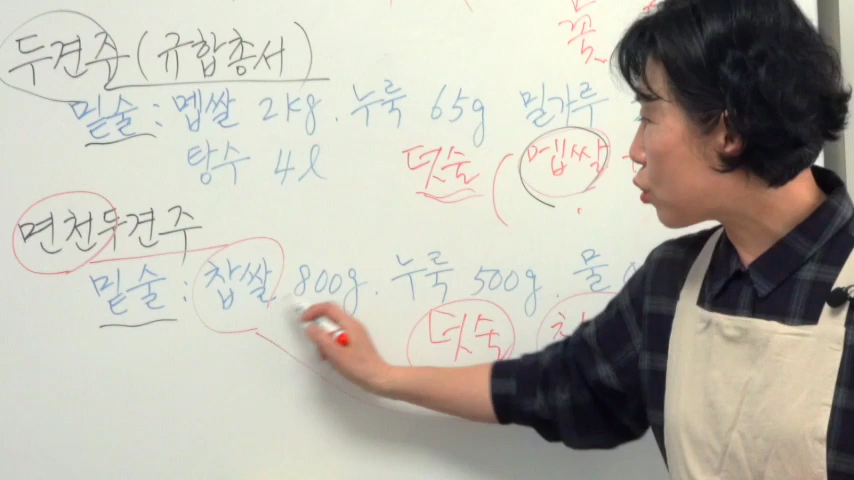 꽃
두견주 (규합총서)
밑술 : 멥쌀 2kg. 누룩 65g 밀가루
탕수 4l 덧술 (멥쌀
면천두견주
밑술 : 찹쌀 800g. 누룩 500g. 물
덧술